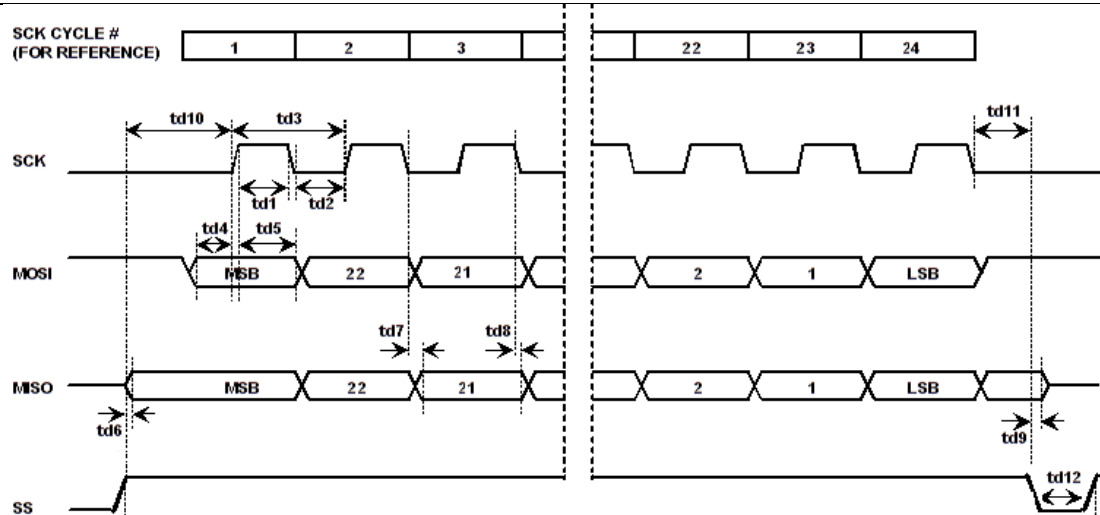 SCK CYCLE #
(FOR REFERENCE)
1 2 3 22 23 24
td10 td3 td11
SCK
td1 td2
td4 td5
MOSI MSB 22 21 2 1 LSB
td7 td8
MISO MSB 22 21 2 1 LSB
td6 td9
td12
SS